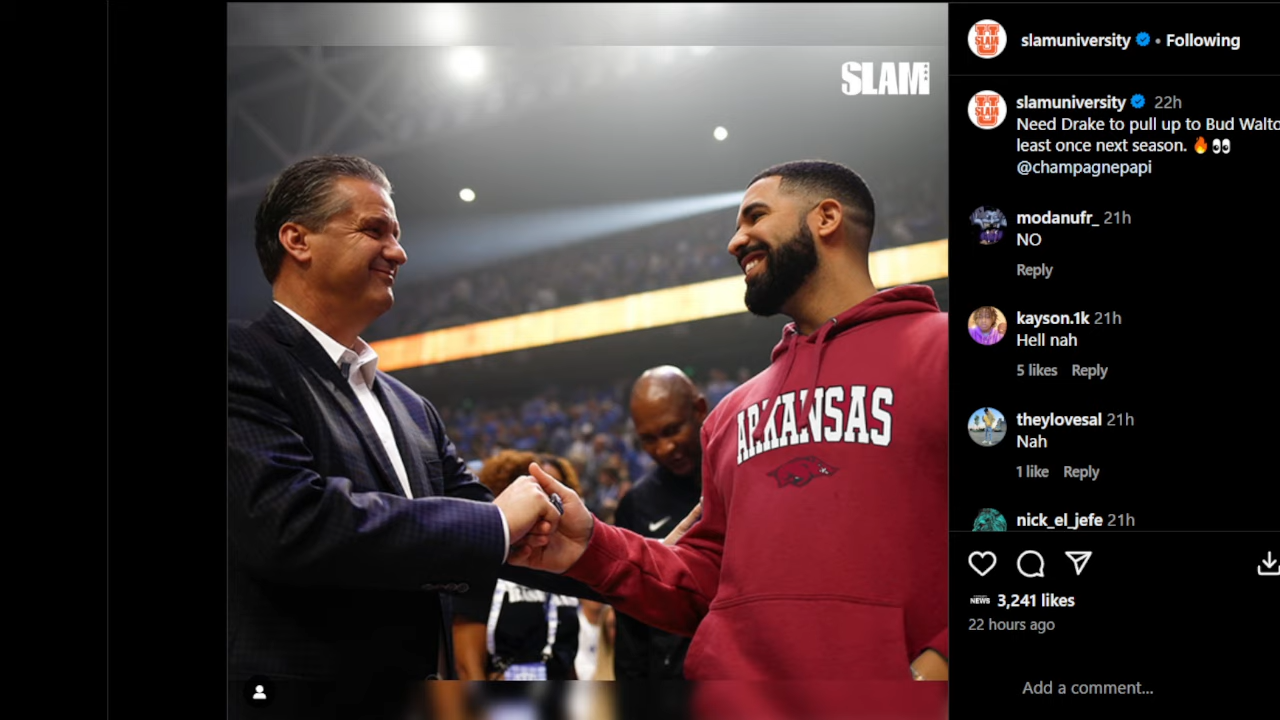 SLAM
ARKANSAS
slamuniversity • Following
slamuniversity 22h
Need Drake to pull up to Bud Walto
least once next season. 🔥👀
@champagnepapi
modanufr_ 21h
NO
Reply
kayson.1k 21h
Hell nah
5 likes Reply
theylovesal 21h
Nah
1 like Reply
nick_el_jefe 21h
NEWS 3,241 likes
22 hours ago
Add a comment...